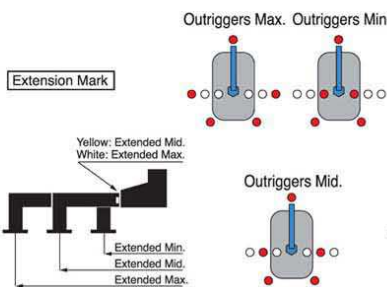 Outriggers Max. Outriggers Min
Extension Mark
Yellow: Extended Mid.
White: Extended Max.
Outriggers Mid.
Extended Min.
Extended Mid.
Extended Max.